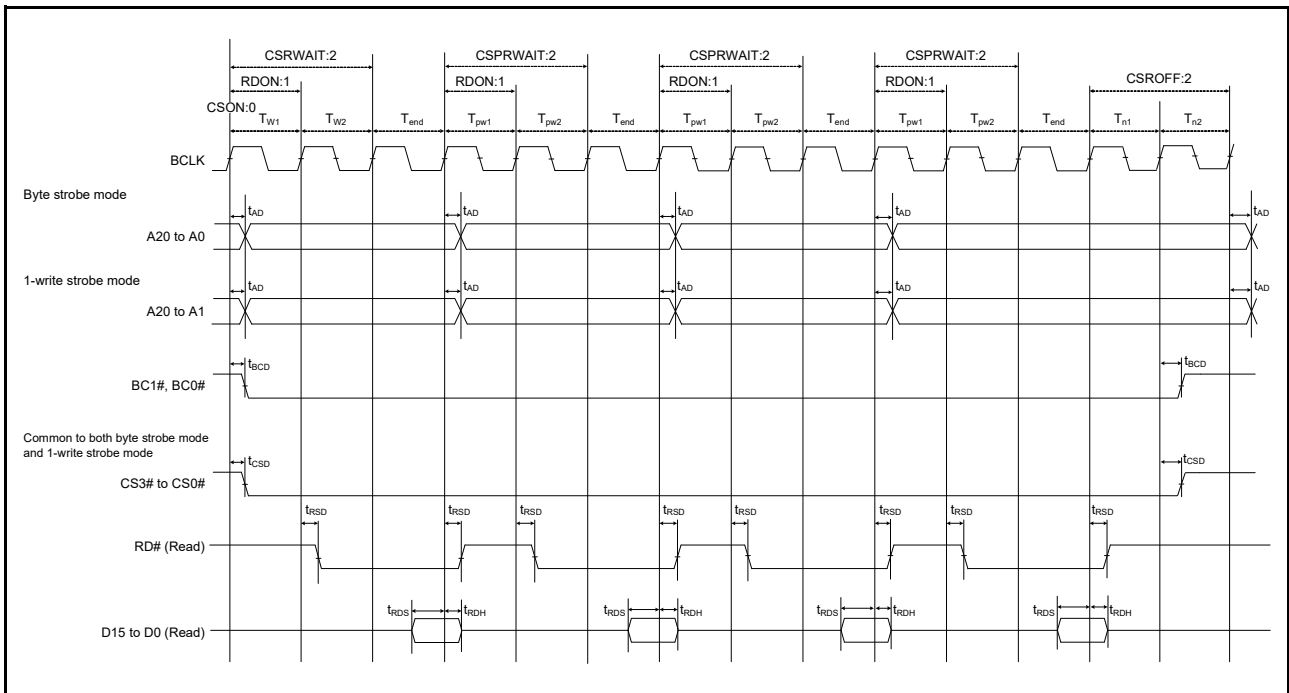 CSRWAIT:2 CSPRWAIT:2 CSPRWAIT:2 CSPRWAIT:2
RDON:1 RDON:1 RDON:1 RDON:1 CSROFF:2
CSON:0
TW1 TW2 Tend Tpw1 Tpw2 Tend Tpw1 Tpw2 Tend Tpw1 Tpw2 Tend Tn1 Tn2
BCLK
Byte strobe mode
tAD tAD tAD tAD tAD
A20 to A0
1-write strobe mode
tAD tAD tAD tAD tAD
A20 to A1
tBCD tBCD
BC1#, BC0#
Common to both byte strobe mode
and 1-write strobe mode
tCSD tCSD
CS3# to CS0#
tRSD tRSD tRSD tRSD tRSD tRSD tRSD tRSD
RD# (Read)
tRDS tRDH tRDS tRDH tRDS tRDH tRDS tRDH
D15 to D0 (Read)